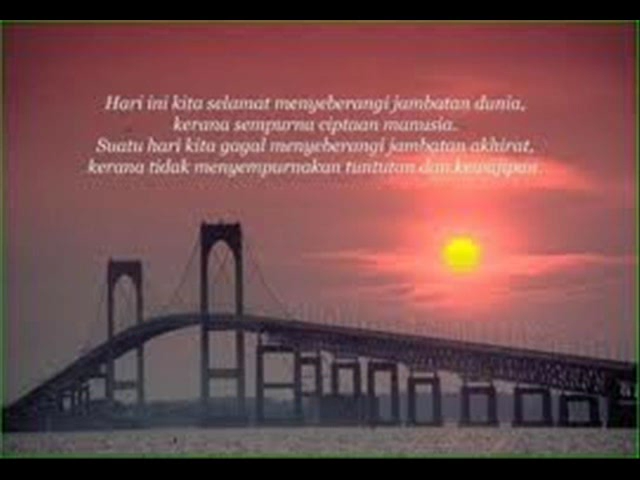 Hari ini kita selamat menyeberangi jambatan dunia,
kerana sempurna ciptaan manusia.
Suatu hari kita gagal menyeberangi jambatan akhirat,
kerana tidak menyempurnakan tuntutan dan kewajipan.